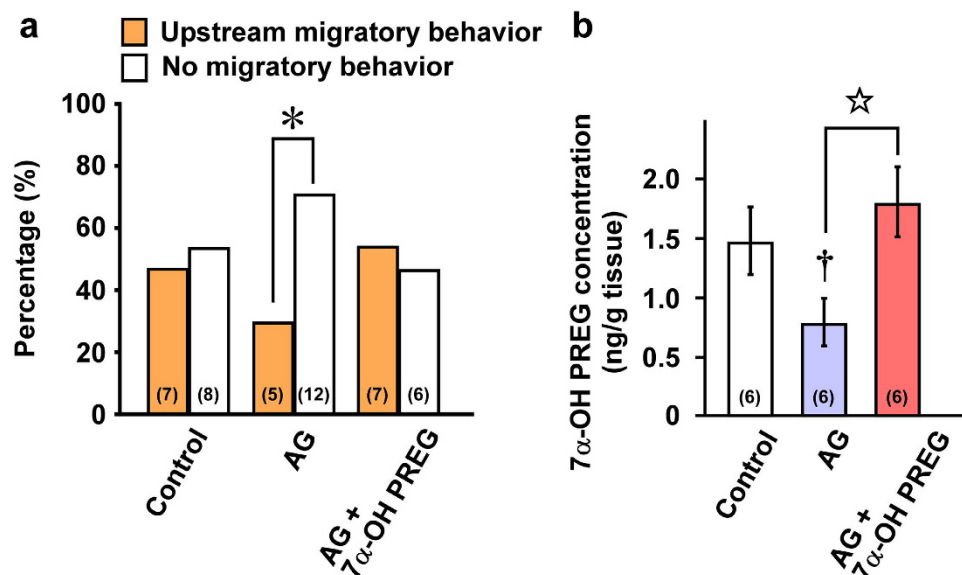 a
Upstream migratory behavior
No migratory behavior
Percentage (%)
100
80
60
40
20
0
*
(7)
(8)
(5)
(12)
(7)
(6)
Control
AG
AG +
7α-OH PREG
b
7α-OH PREG concentration
(ng/g tissue)
2.0
1.5
1.0
0.5
0
☆
†
(6)
(6)
(6)
Control
AG
AG +
7α-OH PREG